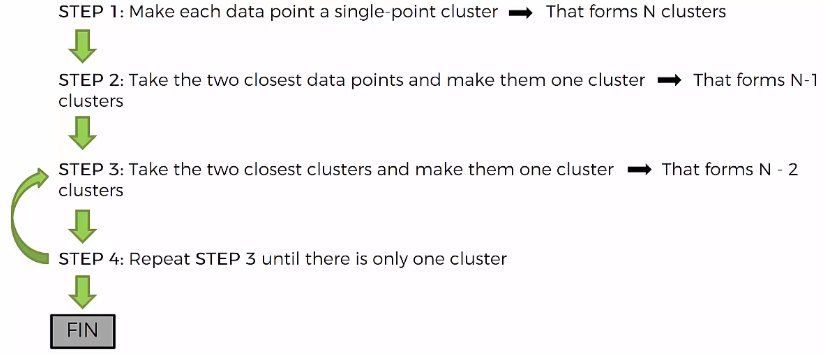 STEP 1: Make each data point a single-point cluster ➡ That forms N clusters
STEP 2: Take the two closest data points and make them one cluster ➡ That forms N-1
clusters
STEP 3: Take the two closest clusters and make them one cluster ➡ That forms N - 2
clusters
STEP 4: Repeat STEP 3 until there is only one cluster
FIN